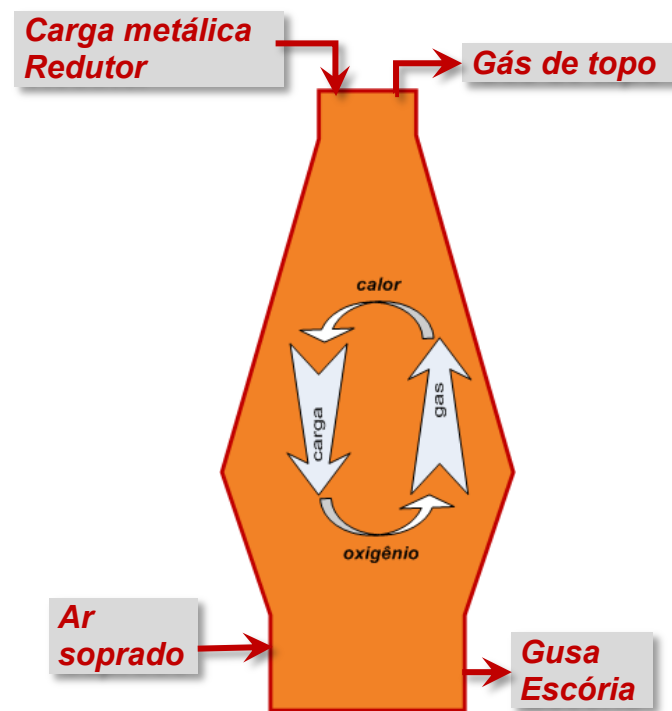 Carga metálica
Redutor
Gás de topo
calor
carga
gas
oxigênio
Ar
soprado
Gusa
Escória